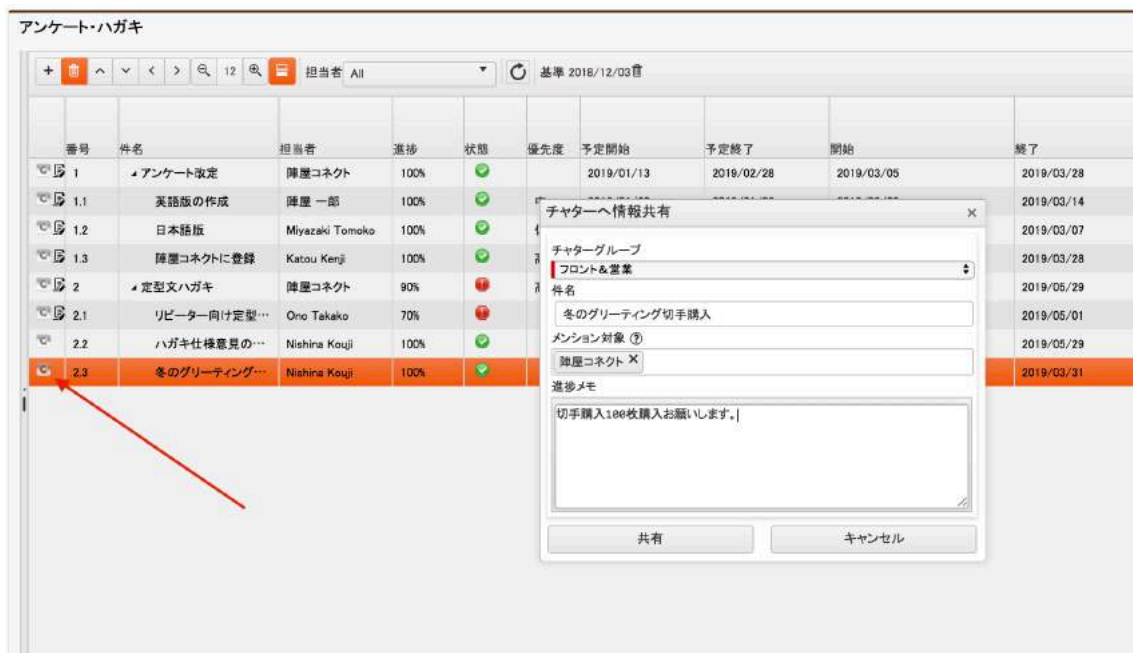 アンケート・ハガキ
12 担当者 All 基準 2018/12/03
番号 件名 担当者 進捗 状態 優先度 予定開始 予定終了 開始 終了
1 アンケート改定 陣屋コネクト 100% 2019/01/13 2019/02/28 2019/03/05 2019/03/28
1.1 英語版の作成 陣屋 一郎 100% 2019/03/14
1.2 日本語版 Miyazaki Tomoko 100% 2019/03/07
1.3 陣屋コネクトに登録 Katou Kenji 100% 2019/03/28
2 定型文ハガキ 陣屋コネクト 90% 2019/05/29
2.1 リピーター向け定型… Ono Takako 70% 2019/05/01
2.2 ハガキ仕様意見の… Nishina Kouji 100% 2019/05/29
2.3 冬のグリーティング… Nishina Kouji 100% 2019/03/31
チャターへ情報共有
チャターグループ
フロント&営業
件名
冬のグリーティング切手購入
メンション対象
陣屋コネクト
進捗メモ
切手購入100枚購入お願いします。
共有 キャンセル